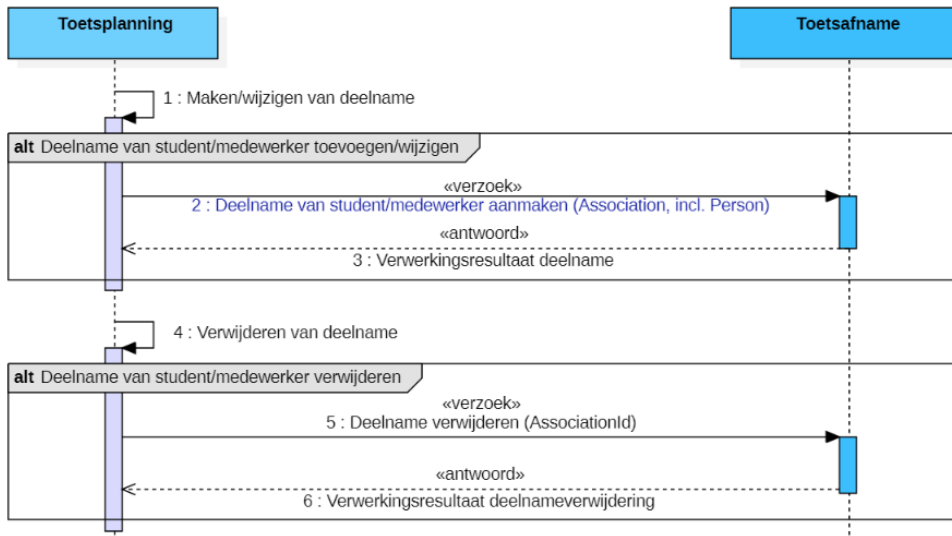 Toetsplanning
Toetsafname
1 : Maken/wijzigen van deelname
alt Deelname van student/medewerker toevoegen/wijzigen
«verzoek»
2 : Deelname van student/medewerker aanmaken (Association, incl. Person)
«antwoord»
3 : Verwerkingsresultaat deelname
4 : Verwijderen van deelname
alt Deelname van student/medewerker verwijderen
«verzoek»
5 : Deelname verwijderen (AssociationId)
«antwoord»
6 : Verwerkingsresultaat deelnameverwijdering